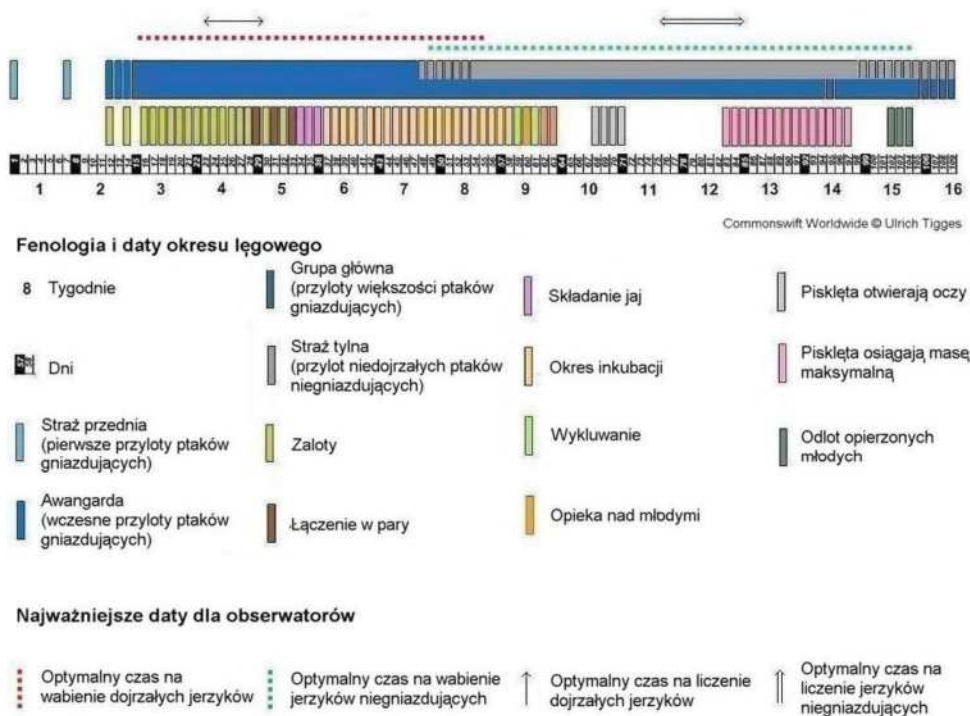 1 2 3 4 5 6 7 8 9 10 11 12 13 14 15 16
Commonswift Worldwide © Ulrich Tigges
Fenologia i daty okresu lęgowego
8 Tygodnie
Dni
Straż przednia
(pierwsze przyloty ptaków
gniazdujących)
Awangarda
(wczesne przyloty ptaków
gniazdujących)
Grupa główna
(przyloty większości ptaków
gniazdujących)
Straż tylna
(przylot niedojrzałych ptaków
niegniazdujących)
Zaloty
Łączenie w pary
Składanie jaj
Okres inkubacji
Wykluwanie
Opieka nad młodymi
Pisklęta otwierają oczy
Pisklęta osiągają masę
maksymalną
Odlot opierzonych
młodych
Najważniejsze daty dla obserwatorów
Optymalny czas na
wabienie dojrzałych jerzyków
Optymalny czas na wabienie
jerzyków niegniazdujących
Optymalny czas na liczenie
dojrzałych jerzyków
Optymalny czas na
liczenie jerzyków
niegniazdujących